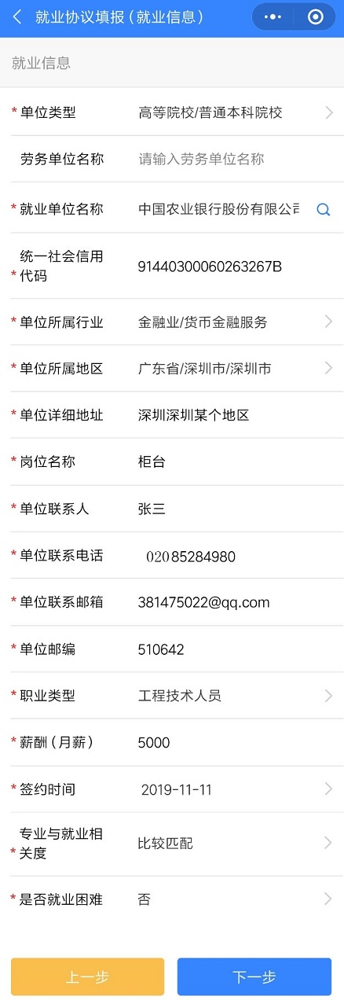 就业协议填报（就业信息）
就业信息
* 单位类型 高等院校/普通本科院校
劳务单位名称 请输入劳务单位名称
* 就业单位名称 中国农业银行股份有限公司
统一社会信用
* 代码 91440300060263267B
* 单位所属行业 金融业/货币金融服务
* 单位所属地区 广东省/深圳市/深圳市
* 单位详细地址 深圳深圳某个地区
* 岗位名称 柜台
* 单位联系人 张三
* 单位联系电话 02085284980
* 单位联系邮箱 381475022@qq.com
* 单位邮编 510642
* 职业类型 工程技术人员
* 薪酬（月薪） 5000
* 签约时间 2019-11-11
专业与就业相
* 关度 比较匹配
* 是否就业困难 否
上一步 下一步